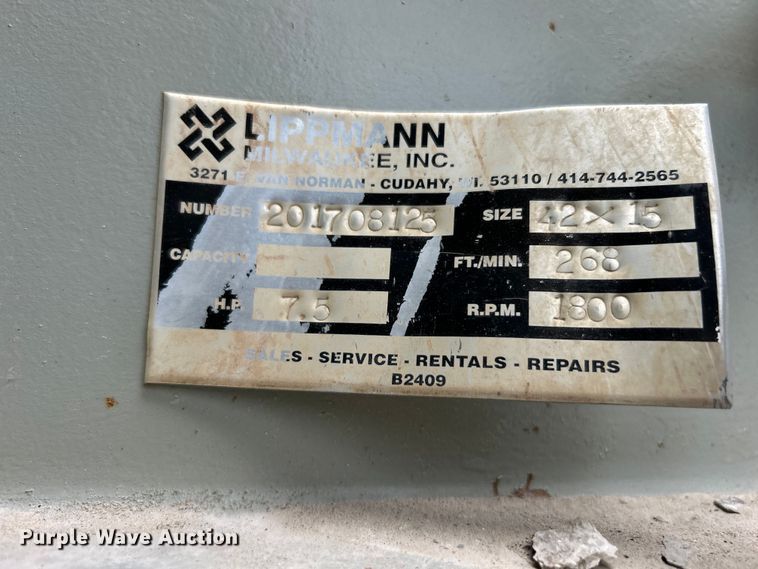 LIPPMANN
MILWAUKEE, INC.
3271 E. VAN NORMAN - CUDAHY, WI. 53110 / 414-744-2565
NUMBER 201708125 SIZE 42 X 15
CAPACITY FT./MIN. 268
H.P. 7.5 R.P.M. 1800
SALES - SERVICE - RENTALS - REPAIRS
B2409
Purple Wave Auction